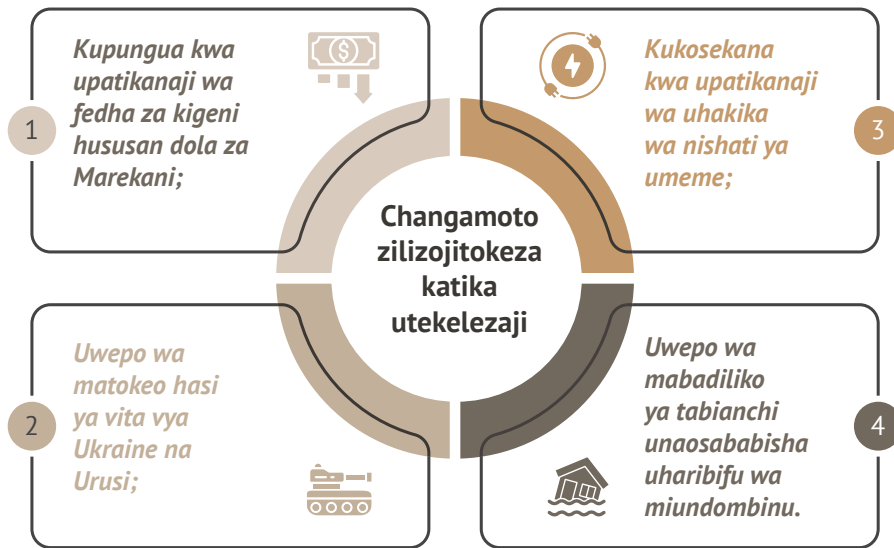 Changamoto
zilizojitokeza
katika
utekelezaji
1
Kupungua kwa
upatikanaji wa
fedha za kigeni
hususan dola za
Marekani;
$
2
Uwepo wa
matokeo hasi
ya vita vya
Ukraine na
Urusi;
3
Kukosekana
kwa upatikanaji
wa uhakika
wa nishati ya
umeme;
4
Uwepo wa
mabadiliko
ya tabianchi
unaosababisha
uharibifu wa
miundombinu.